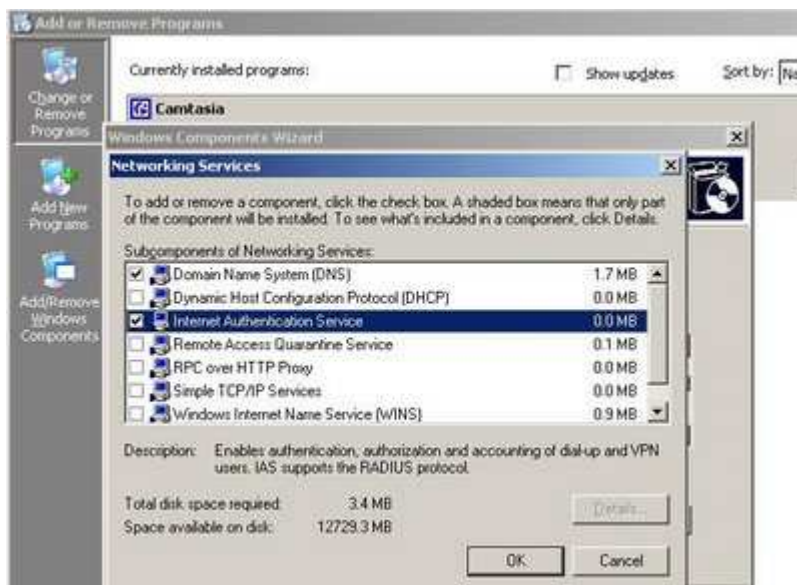 Add or Remove Programs
Change or Remove Programs
Currently installed programs:
Show updates
Sort by:
Camtasia
Windows Components Wizard
Networking Services
To add or remove a component, click the check box. A shaded box means that only part
of the component will be installed. To see what's included in a component, click Details.
Add New Programs
Subcomponents of Networking Services:
Domain Name System (DNS) 1.7 MB
Dynamic Host Configuration Protocol (DHCP) 0.0 MB
Add/Remove Windows Components
Internet Authentication Service 0.0 MB
Remote Access Quarantine Service 0.1 MB
RPC over HTTP Proxy 0.0 MB
Simple TCP/IP Services 0.0 MB
Windows Internet Name Service (WINS) 0.9 MB
Description: Enables authentication, authorization and accounting of dial-up and VPN
users. IAS supports the RADIUS protocol.
Total disk space required: 3.4 MB
Space available on disk: 12729.3 MB
Details...
OK
Cancel